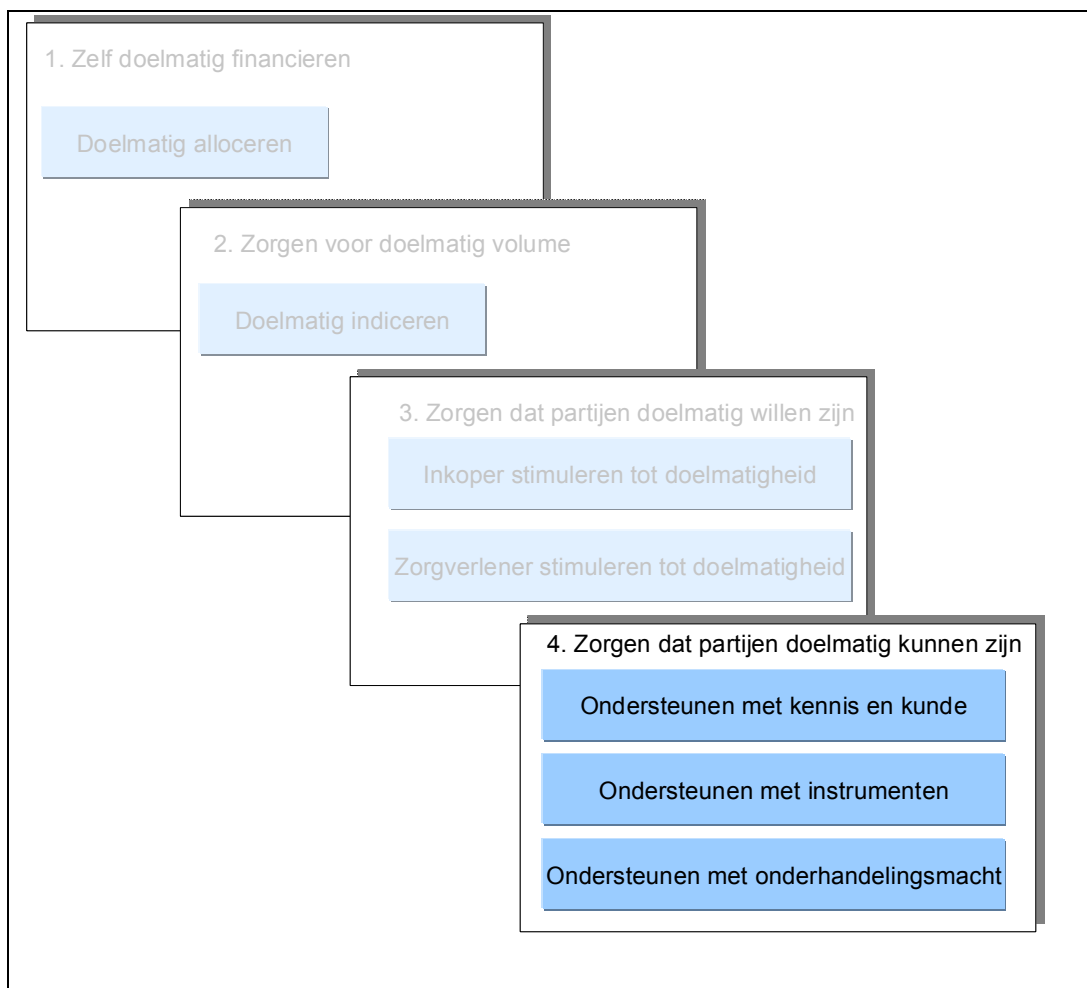 1. Zelf doelmatig financieren
Doelmatig alloceren
2. Zorgen voor doelmatig volume
Doelmatig indiceren
3. Zorgen dat partijen doelmatig willen zijn
Inkoper stimuleren tot doelmatigheid
Zorgverlener stimuleren tot doelmatigheid
4. Zorgen dat partijen doelmatig kunnen zijn
Ondersteunen met kennis en kunde
Ondersteunen met instrumenten
Ondersteunen met onderhandelingsmacht